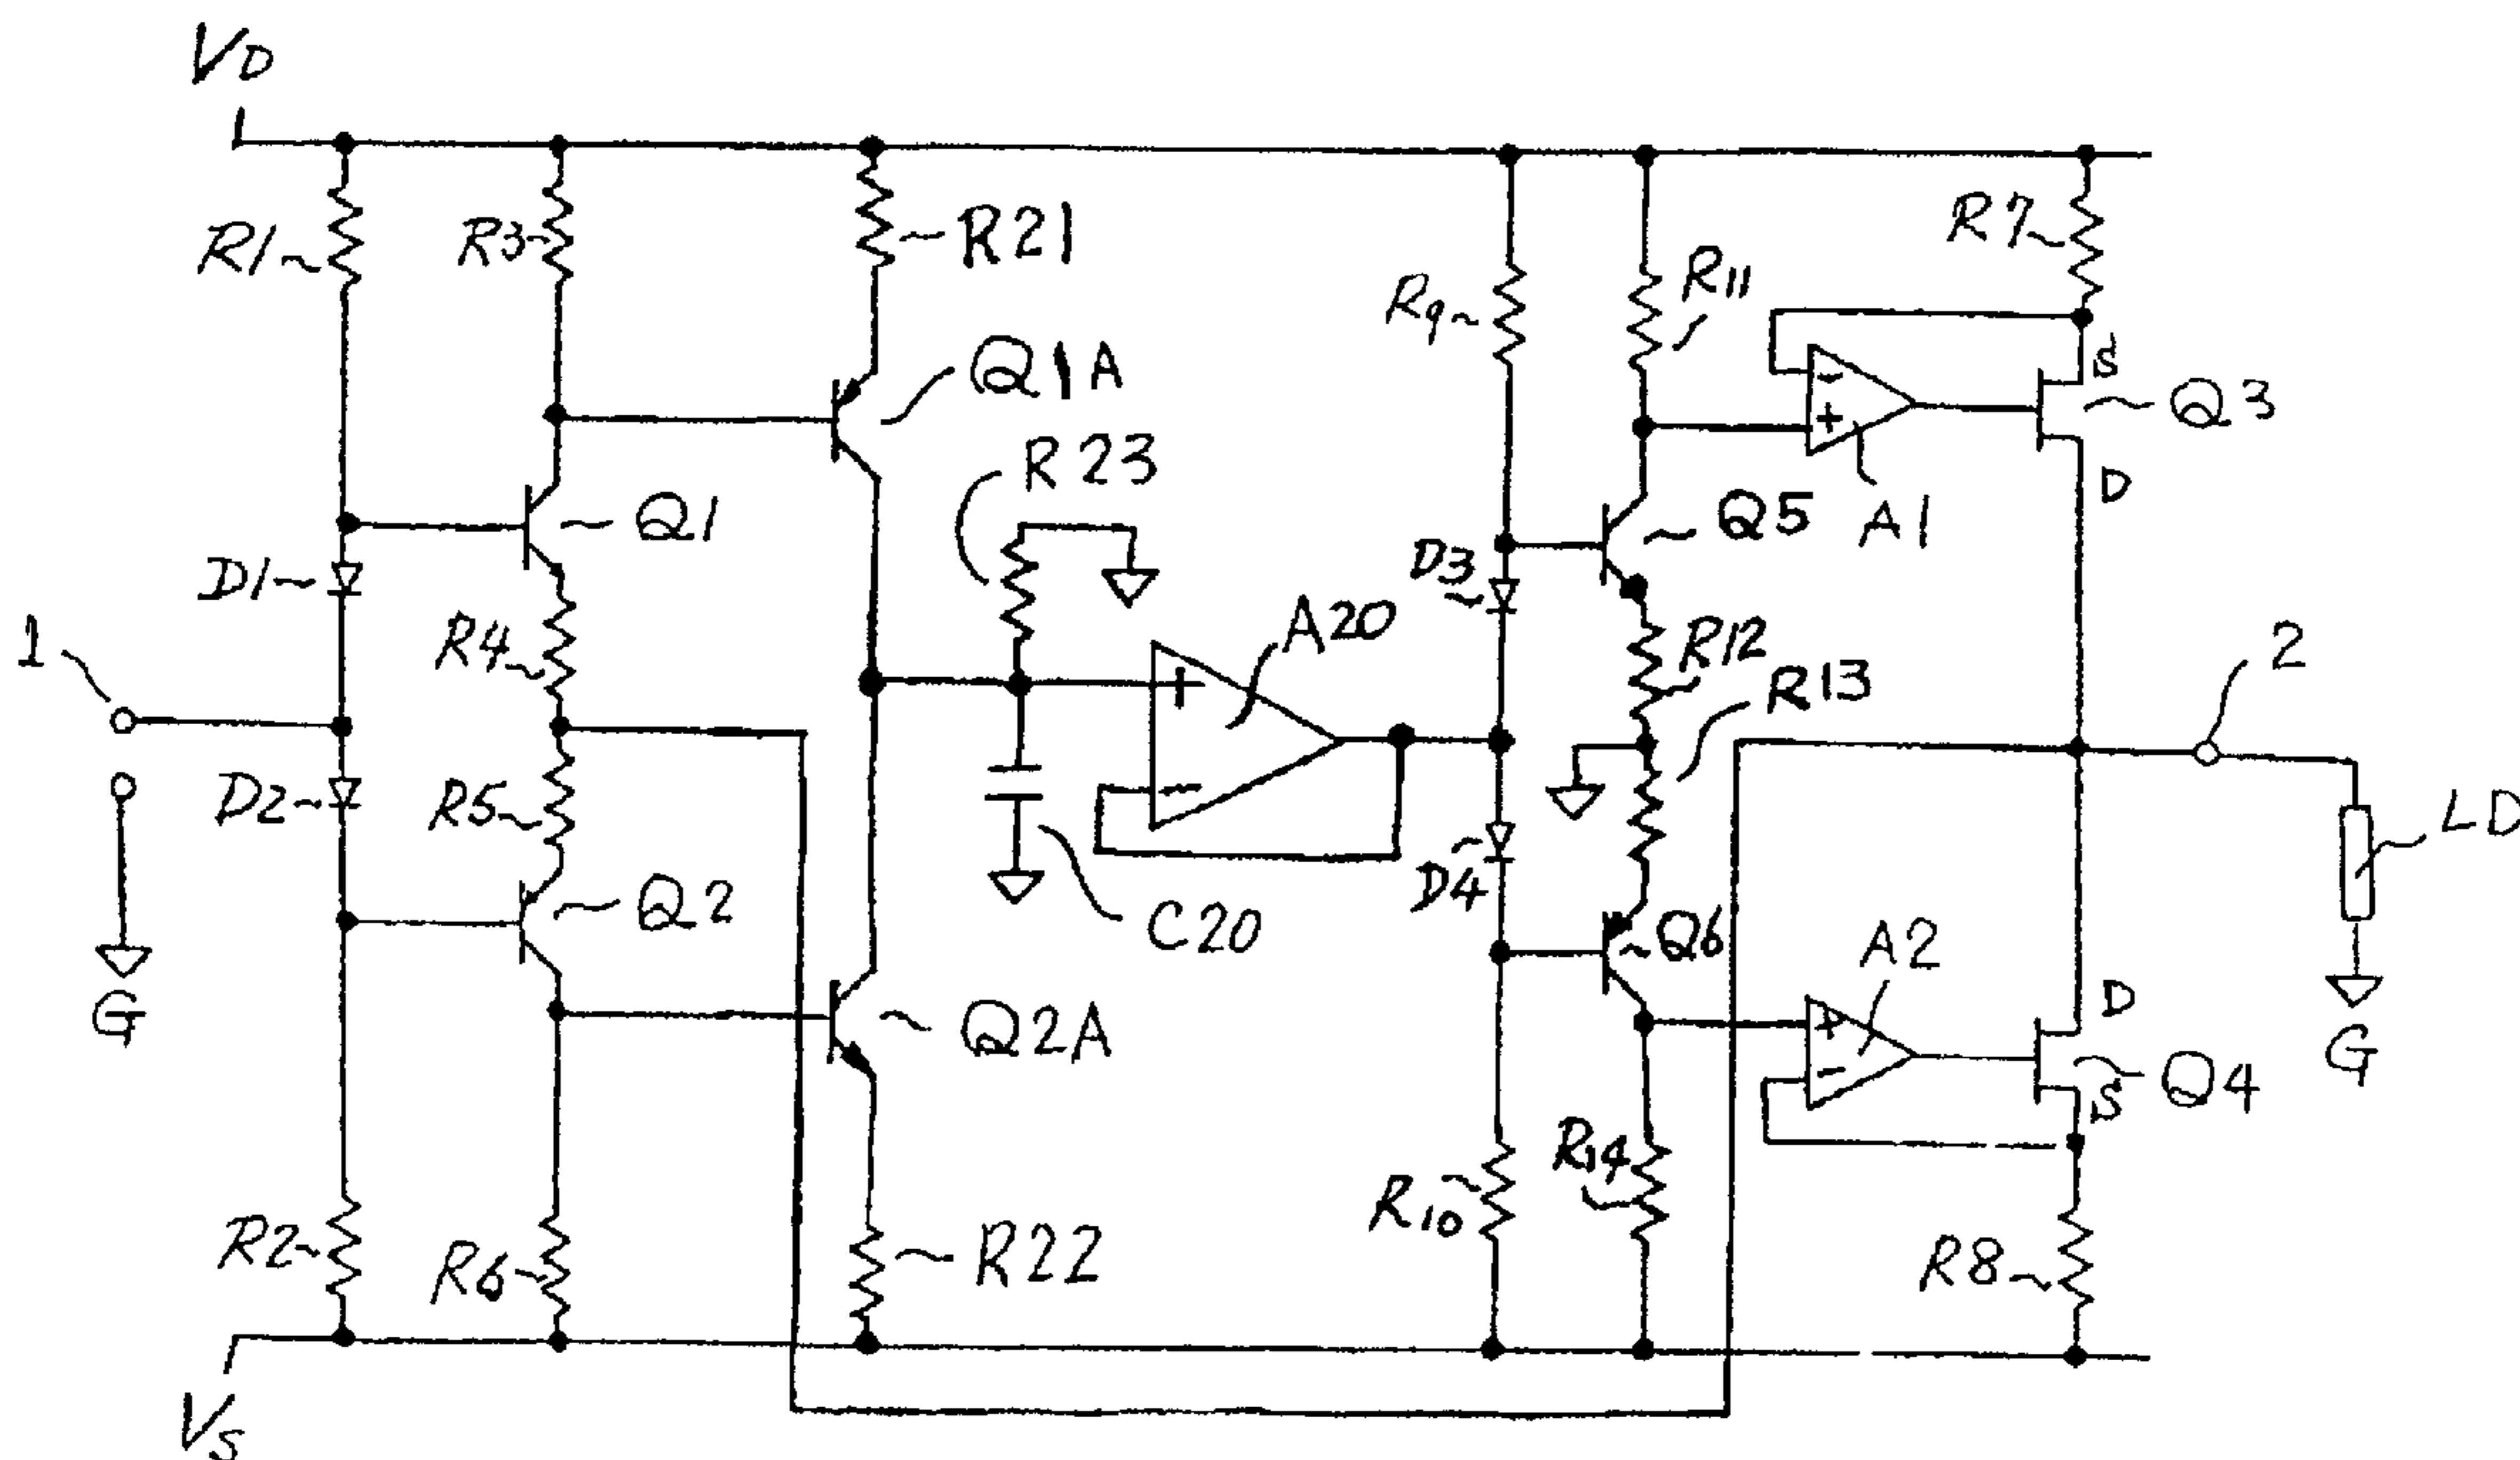 VD
R1
R3
R21
R9
R11
R7
Q1A
S
Q3
R23
D
Q1
Q5
A1
D1
D3
1
R4
A20
R12
2
R13
D2
R5
LD
D4
Q2
C20
Q6
A2
G
Q2A
D
G
Q4
S
R14
R10
R2
R6
R22
R8
VS
+
-
-
+
+
-